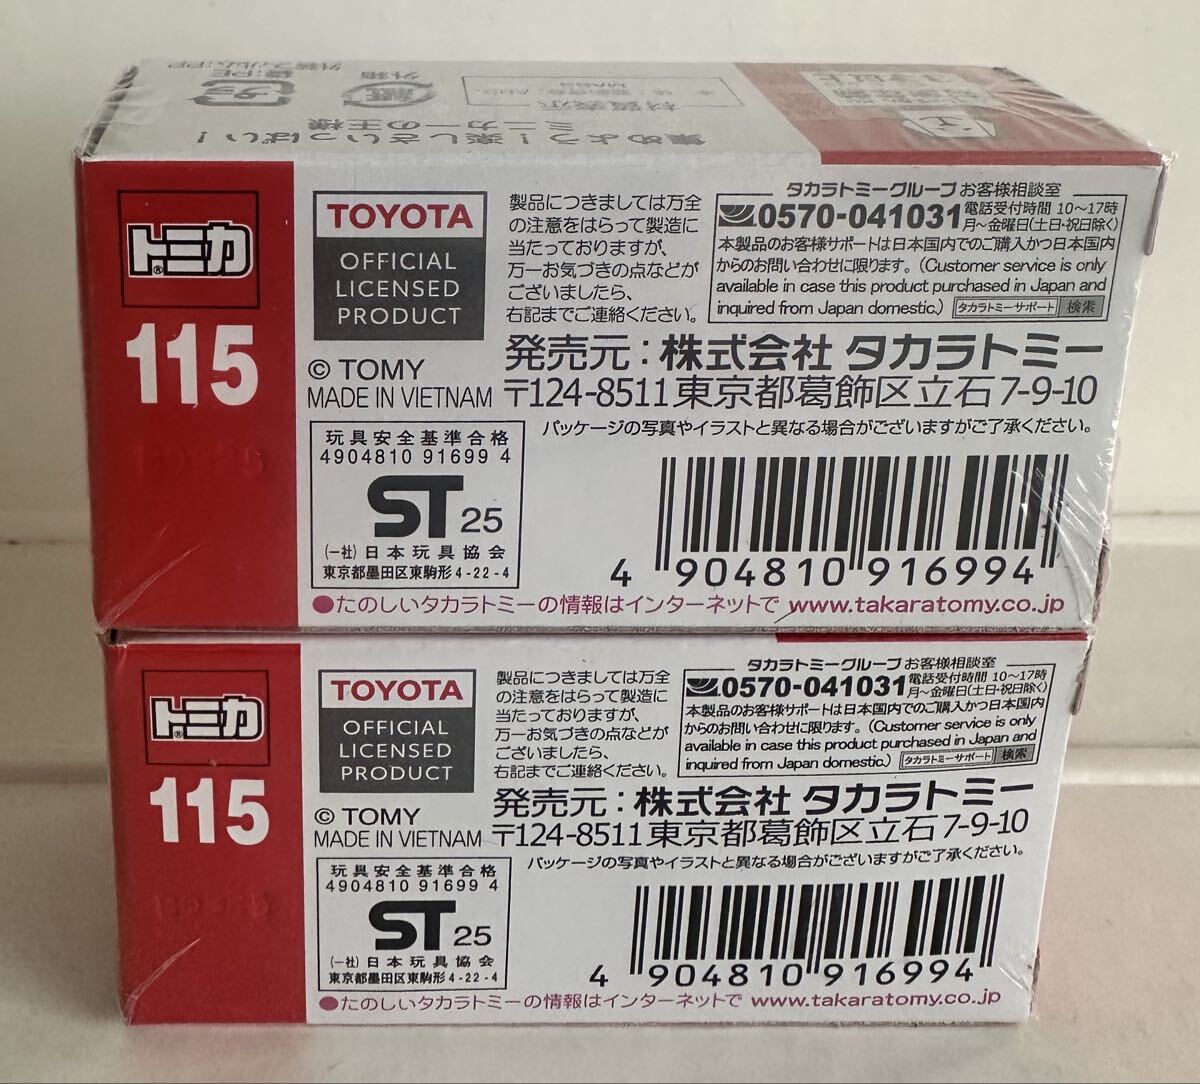 集めよう！楽しさいっぱい！
ミニカーの王様
材質表示
外箱
紙
プラ
トミカ
®
115
TOYOTA
OFFICIAL
LICENSED
PRODUCT
© TOMY
MADE IN VIETNAM
製品につきましては万全
の注意をはらって製造に
当たっておりますが、
万一お気づきの点などが
ございましたら、
右記までご連絡ください。
タカラトミーグループ お客様相談室
0570-041031 電話受付時間 10～17時
月～金曜日(土日・祝日除く)
本製品のお客様サポートは日本国内でのご購入かつ日本国内
からのお問い合わせに限ります。(Customer service is only
available in case this product purchased in Japan and
inquired from Japan domestic.) タカラトミーサポート 検索
発売元：株式会社 タカラトミー
〒124-8511 東京都葛飾区立石 7-9-10
パッケージの写真やイラストと異なる場合がございますがご了承ください。
玩具安全基準合格
4904810 91699 4
ST 25
(一社) 日本玩具協会
東京都墨田区東駒形 4-22-4
4 904810 916994
●たのしいタカラトミーの情報はインターネットで www.takaratomy.co.jp
トミカ
®
115
TOYOTA
OFFICIAL
LICENSED
PRODUCT
© TOMY
MADE IN VIETNAM
製品につきましては万全
の注意をはらって製造に
当たっておりますが、
万一お気づきの点などが
ございましたら、
右記までご連絡ください。
タカラトミーグループ お客様相談室
0570-041031 電話受付時間 10～17時
月～金曜日(土日・祝日除く)
本製品のお客様サポートは日本国内でのご購入かつ日本国内
からのお問い合わせに限ります。(Customer service is only
available in case this product purchased in Japan and
inquired from Japan domestic.) タカラトミーサポート 検索
発売元：株式会社 タカラトミー
〒124-8511 東京都葛飾区立石 7-9-10
パッケージの写真やイラストと異なる場合がございますがご了承ください。
玩具安全基準合格
4904810 91699 4
ST 25
(一社) 日本玩具協会
東京都墨田区東駒形 4-22-4
4 904810 916994
●たのしいタカラトミーの情報はインターネットで www.takaratomy.co.jp